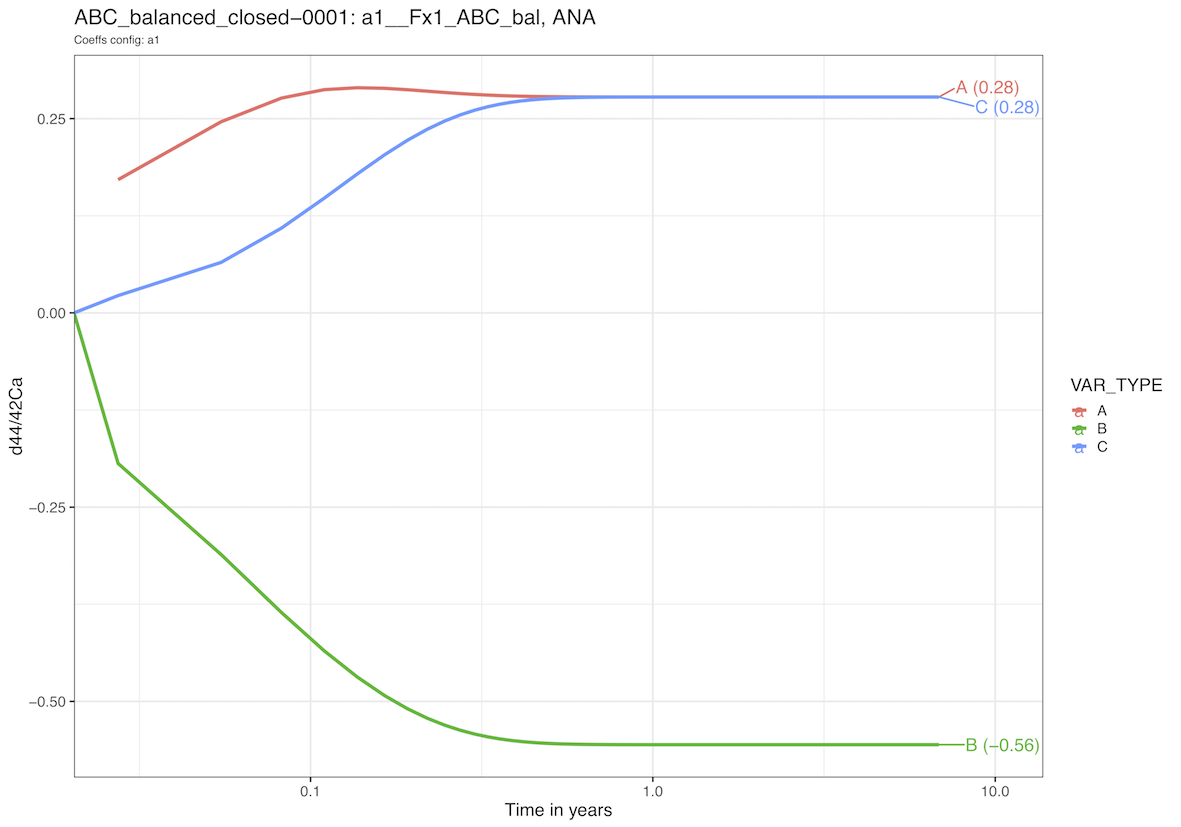 ABC_balanced_closed−0001: a1__Fx1_ABC_bal, ANA
Coeffs config: a1
A (0.28)
C (0.28)
0.25
0.00
−0.25
−0.50
B (−0.56)
d44/42Ca
0.1
1.0
10.0
Time in years
VAR_TYPE
a A
a B
a C